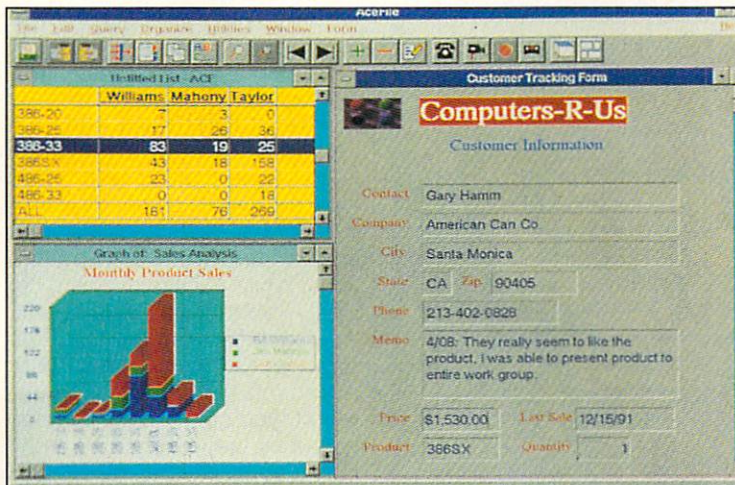 AceFile
File Edit Query Organize Utilities Window Form
Untitled List - ACE
Williams Mahony Taylor
386-20 7 3 0
386-25 17 26 36
386-33 83 19 25
386SX 43 18 158
486-25 23 0 22
486-33 0 0 18
ALL 181 76 269
Graph of: Sales Analysis
Monthly Product Sales
220
176
132
88
44
0
Customer Tracking Form
Computers-R-Us
Customer Information
Contact Gary Hamm
Company American Can Co
City Santa Monica
State CA Zip 90405
Phone 213-402-0828
Memo 4/08: They really seem to like the
product. I was able to present product to
entire work group.
Price $1,530.00 Last Sale 12/15/91
Product 386SX Quantity 1